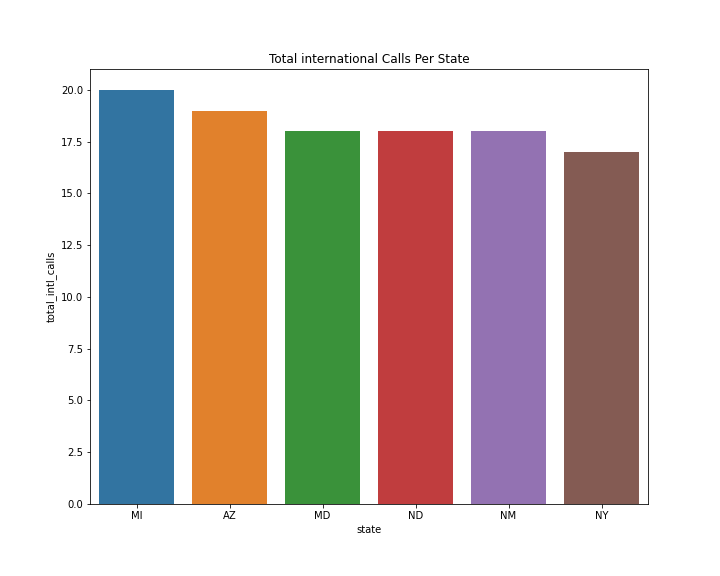 Total international Calls Per State
20.0
17.5
15.0
12.5
10.0
7.5
5.0
2.5
0.0
total_intl_calls
MI AZ MD ND NM NY
state